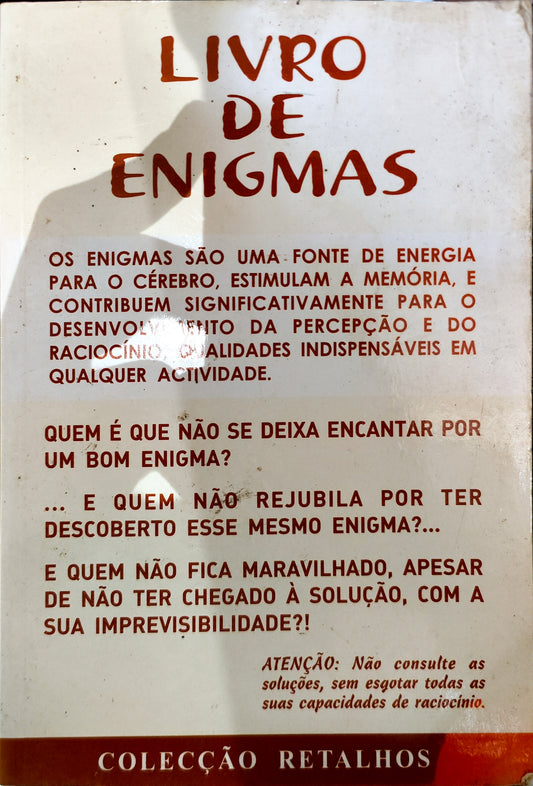 LIVRO
DE
ENIGMAS
OS ENIGMAS SÃO UMA FONTE DE ENERGIA
PARA O CÉREBRO, ESTIMULAM A MEMÓRIA, E
CONTRIBUEM SIGNIFICATIVAMENTE PARA O
DESENVOLVIMENTO DA PERCEPÇÃO E DO
RACIOCÍNIO, QUALIDADES INDISPENSÁVEIS EM
QUALQUER ACTIVIDADE.
QUEM É QUE NÃO SE DEIXA ENCANTAR POR
UM BOM ENIGMA?
... E QUEM NÃO REJUBILA POR TER
DESCOBERTO ESSE MESMO ENIGMA?...
E QUEM NÃO FICA MARAVILHADO, APESAR
DE NÃO TER CHEGADO À SOLUÇÃO, COM A
SUA IMPREVISIBILIDADE?!
ATENÇÃO: Não consulte as
soluções, sem esgotar todas as
suas capacidades de raciocínio.
COLECÇÃO RETALHOS